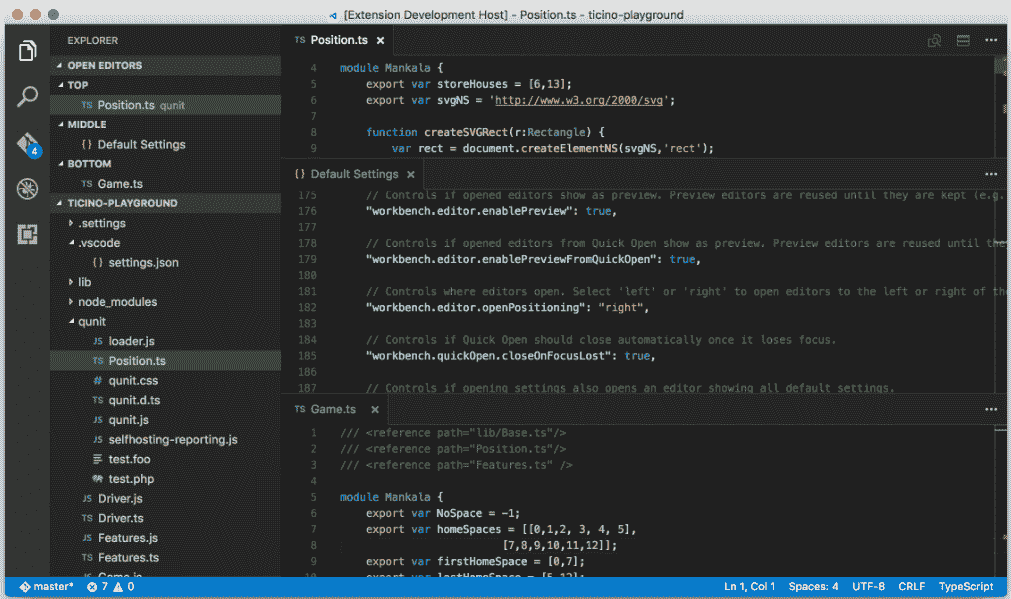 [Extension Development Host] - Position.ts - ticino-playground
EXPLORER
OPEN EDITORS
TOP
TS Position.ts qunit
MIDDLE
{ } Default Settings
BOTTOM
TS Game.ts
TICINO-PLAYGROUND
.settings
.vscode
{ } settings.json
lib
node_modules
qunit
JS loader.js
TS Position.ts
# qunit.css
TS qunit.d.ts
JS qunit.js
JS selfhosting-reporting.js
test.foo
test.php
JS Driver.js
TS Driver.ts
JS Features.js
TS Features.ts
Game.js
4
TS Position.ts ×
4 module Mankala {
5 export var storeHouses = [6,13];
6 export var svgNS = 'http://www.w3.org/2000/svg';
7
8 function createSVGRect(r:Rectangle) {
9 var rect = document.createElementNS(svgNS,'rect');
{ } Default Settings ×
175 // Controls if opened editors show as preview. Preview editors are reused until they are kept (e.g.
176 "workbench.editor.enablePreview": true,
177
178 // Controls if opened editors from Quick Open show as preview. Preview editors are reused until the
179 "workbench.editor.enablePreviewFromQuickOpen": true,
180
181 // Controls where editors open. Select 'left' or 'right' to open editors to the left or right of the
182 "workbench.editor.openPositioning": "right",
183
184 // Controls if Quick Open should close automatically once it loses focus.
185 "workbench.quickOpen.closeOnFocusLost": true,
186
187 // Controls if opening settings also opens an editor showing all default settings.
TS Game.ts ×
1 /// <reference path="lib/Base.ts"/>
2 /// <reference path="Position.ts"/>
3 /// <reference path="Features.ts" />
4
5 module Mankala {
6 export var NoSpace = -1;
7 export var homeSpaces = [[0,1,2, 3, 4, 5],
8 [7,8,9,10,11,12]];
9 export var firstHomeSpace = [0,7];
10 export var lastHomeSpace = [5,12];
master* 7 0 Ln 1, Col 1 Spaces: 4 UTF-8 CRLF TypeScript